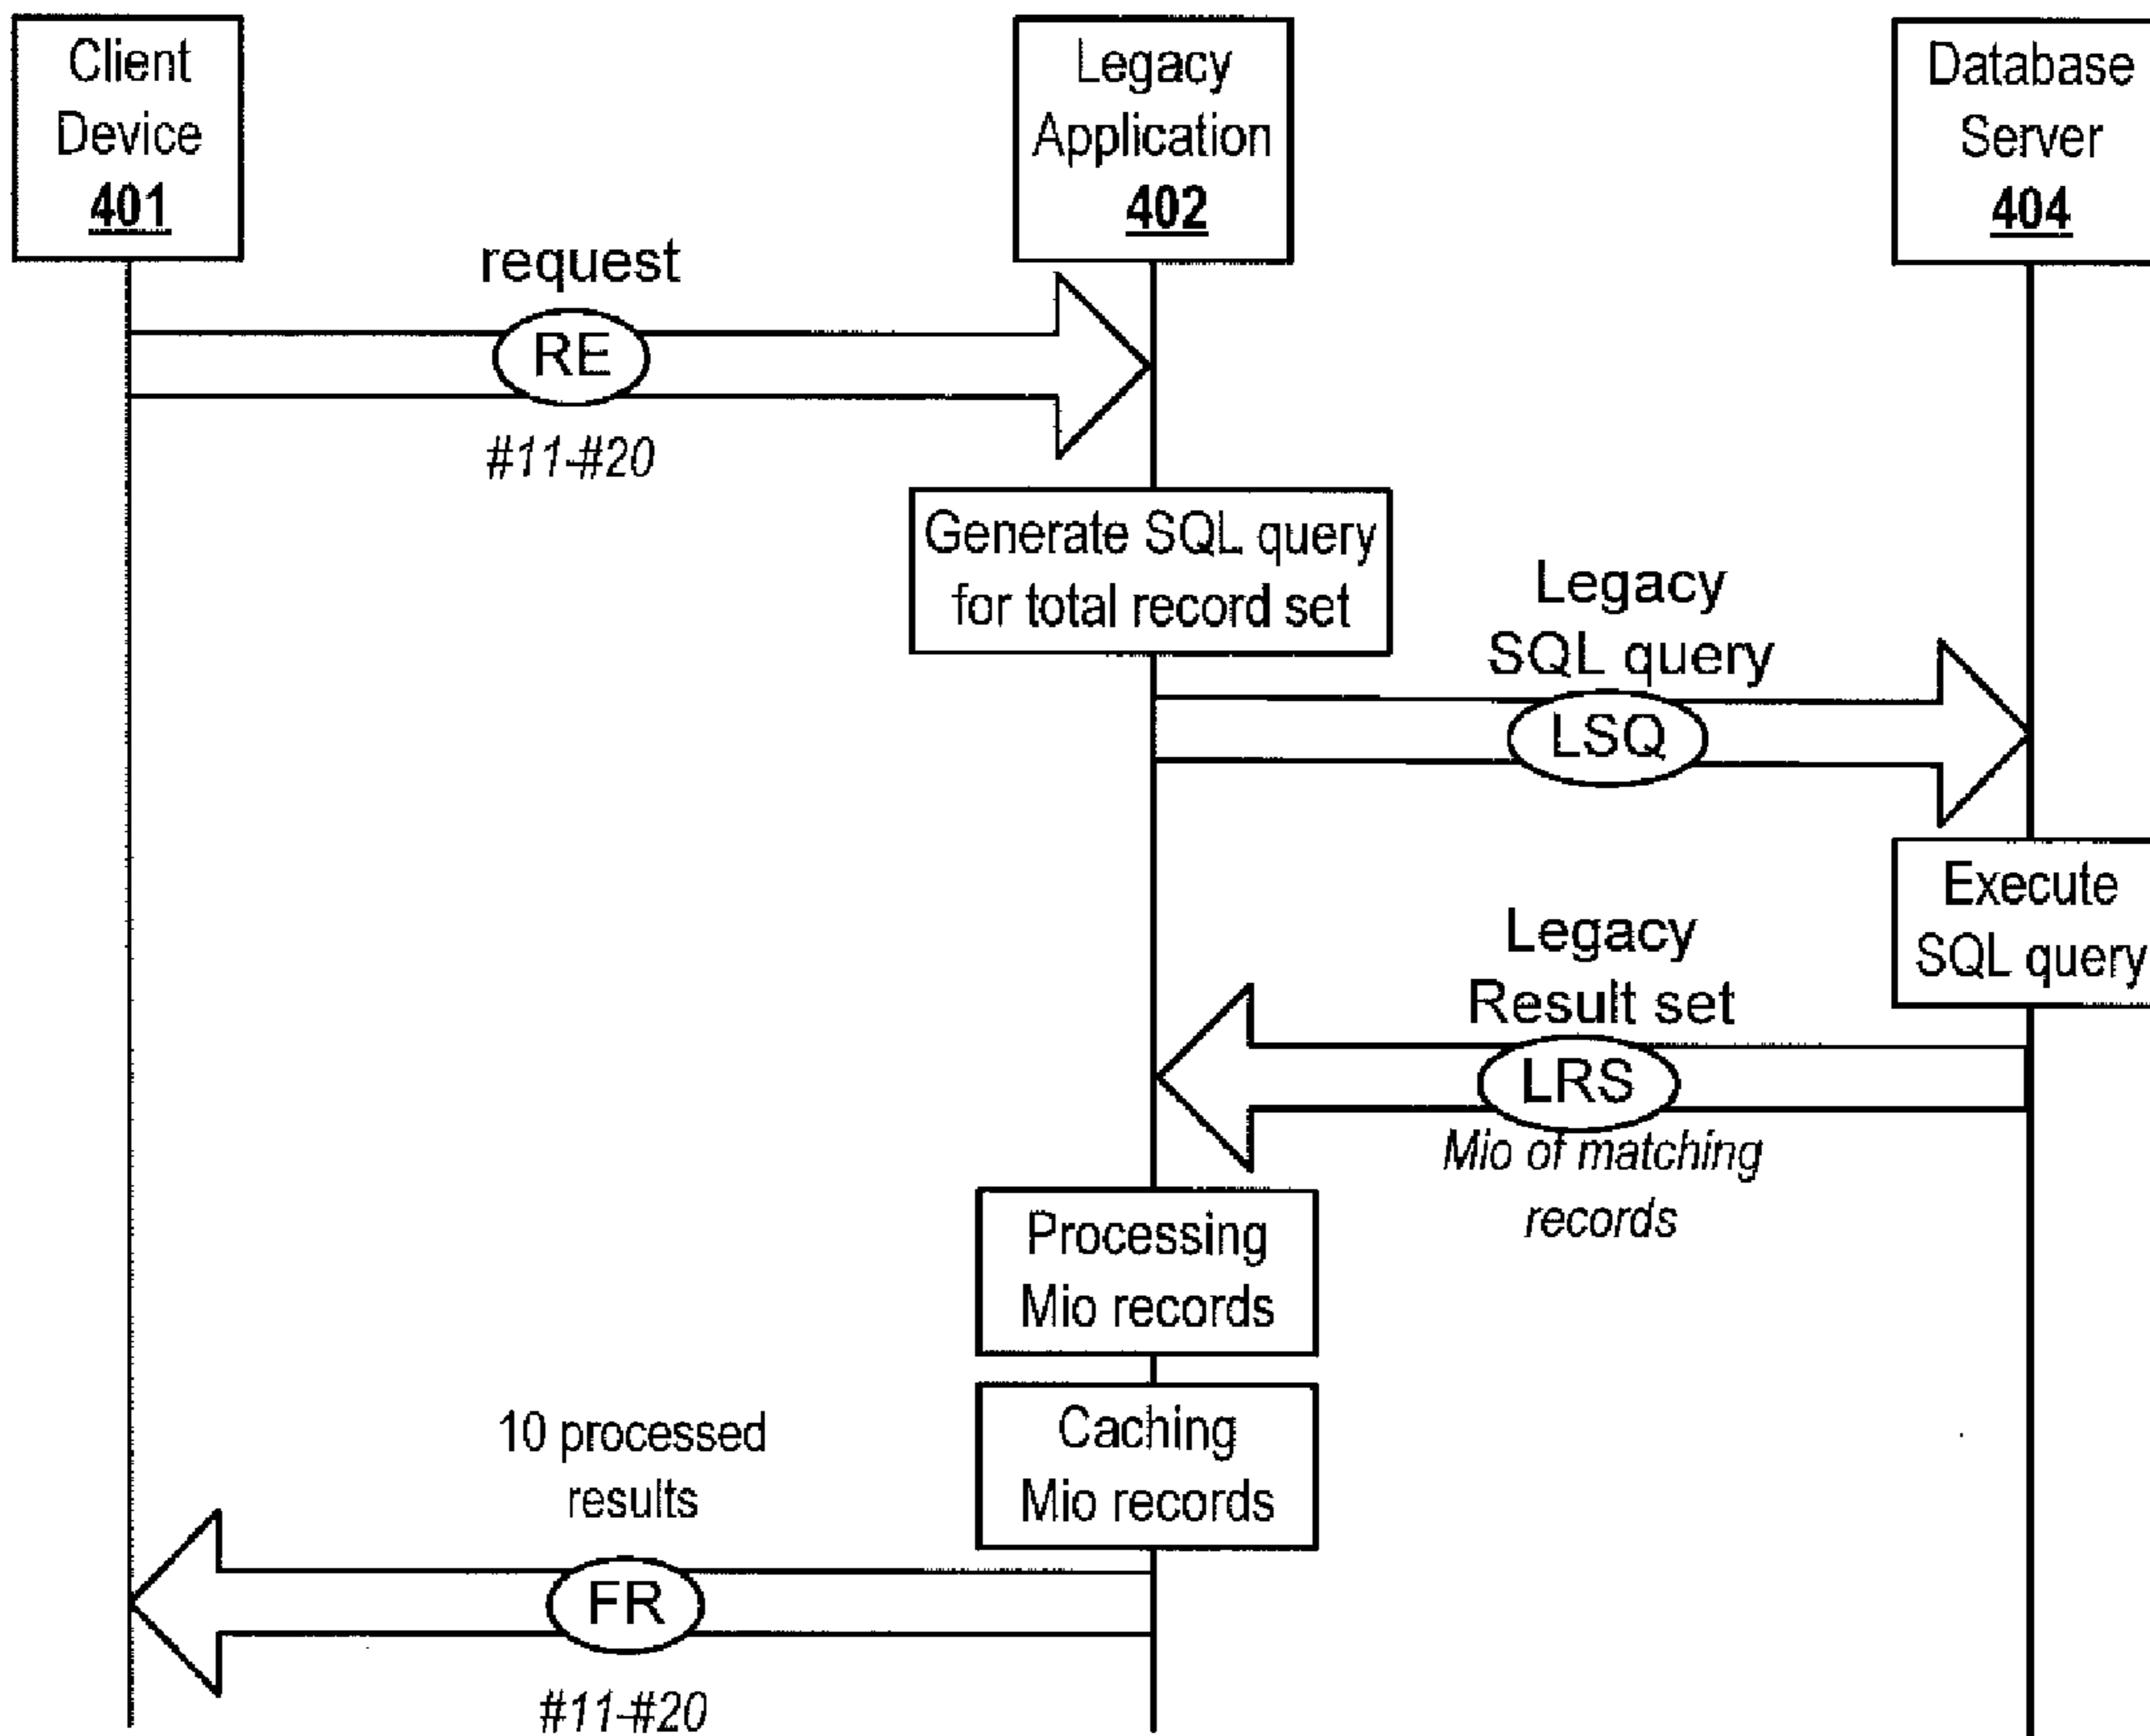 Client
Device
401
Legacy
Application
402
Database
Server
404
request
RE
#11-#20
Generate SQL query
for total record set
Legacy
SQL query
LSQ
Execute
SQL query
Legacy
Result set
LRS
Mio of matching
records
Processing
Mio records
Caching
Mio records
10 processed
results
FR
#11-#20